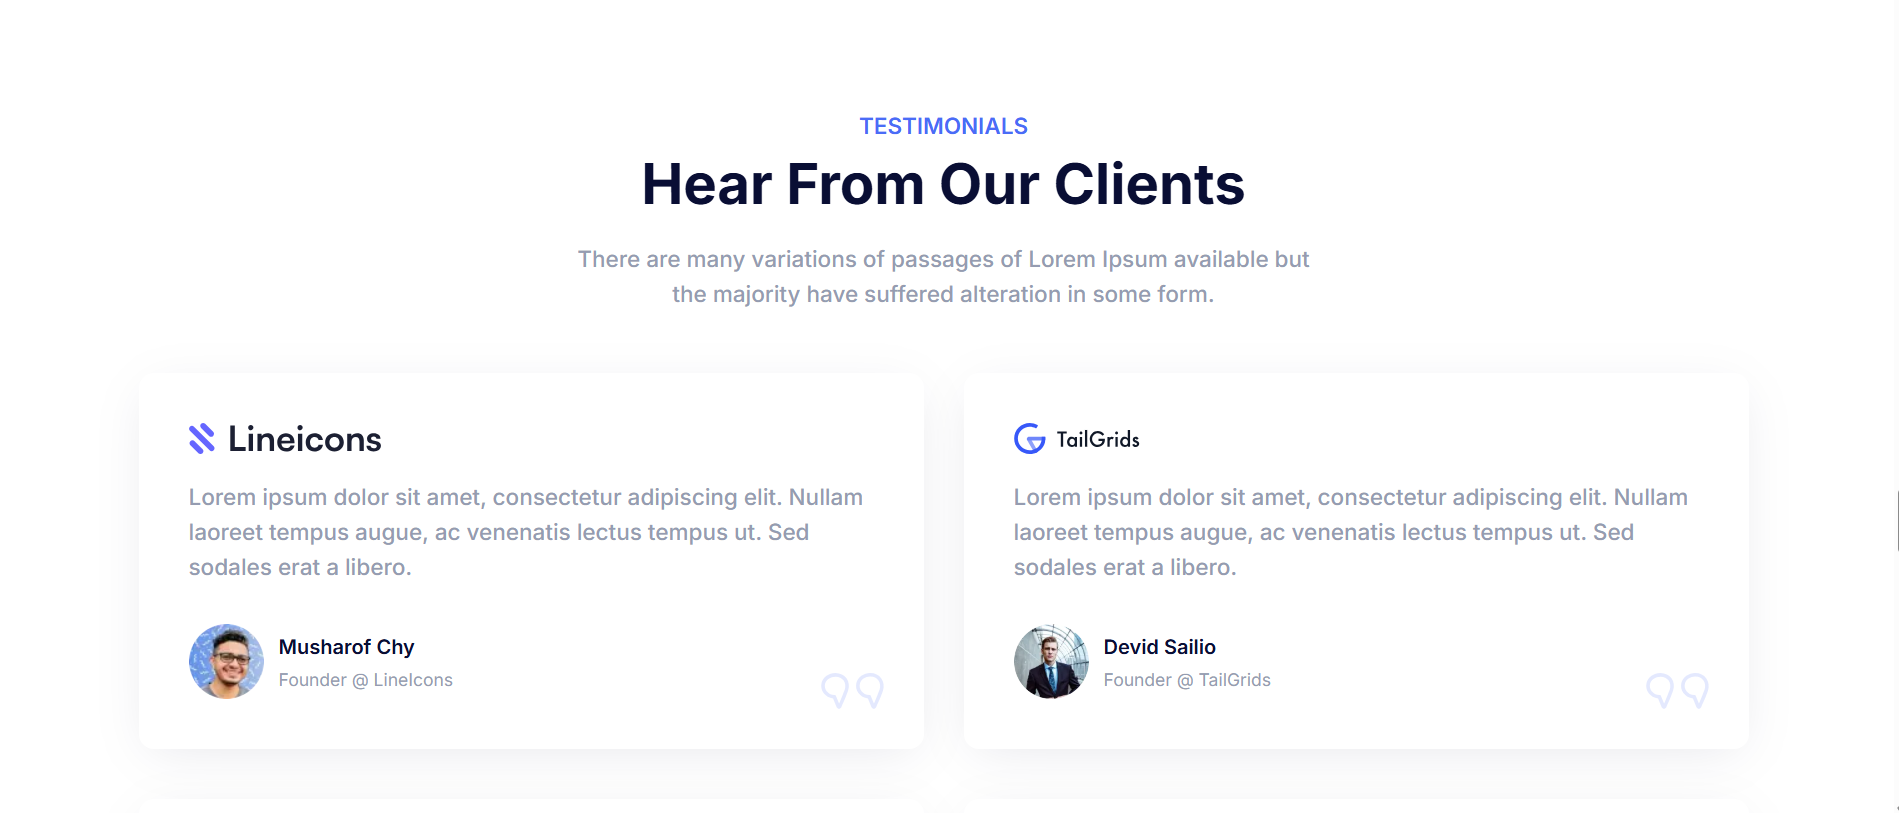 TESTIMONIALS
Hear From Our Clients
There are many variations of passages of Lorem Ipsum available but
the majority have suffered alteration in some form.
Lineicons
Lorem ipsum dolor sit amet, consectetur adipiscing elit. Nullam
laoreet tempus augue, ac venenatis lectus tempus ut. Sed
sodales erat a libero.
Musharof Chy
Founder @ LineIcons
TailGrids
Lorem ipsum dolor sit amet, consectetur adipiscing elit. Nullam
laoreet tempus augue, ac venenatis lectus tempus ut. Sed
sodales erat a libero.
Devid Sailio
Founder @ TailGrids